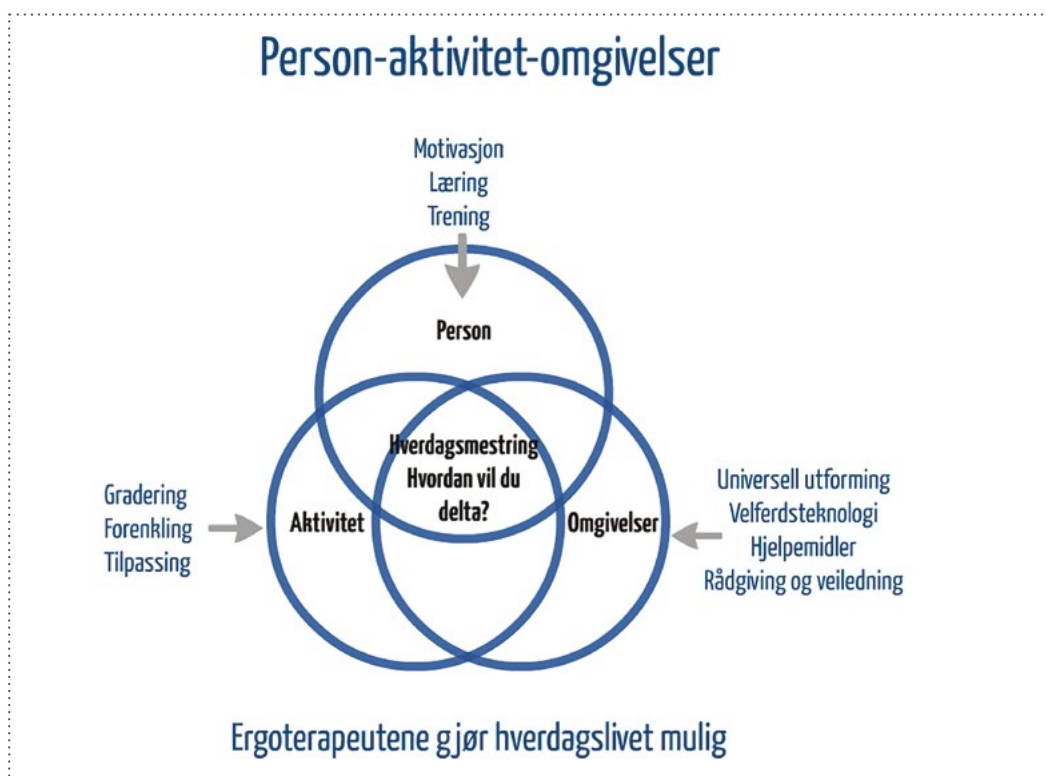 Person-aktivitet-omgivelser
Motivasjon
Læring
Trening
Person
Hverdagsmestring
Hvordan vil du
delta?
Aktivitet
Omgivelser
Gradering
Forenkling
Tilpassing
Universell utforming
Velferdsteknologi
Hjelpemidler
Rådgiving og veiledning
Ergoterapeutene gjør hverdagslivet mulig